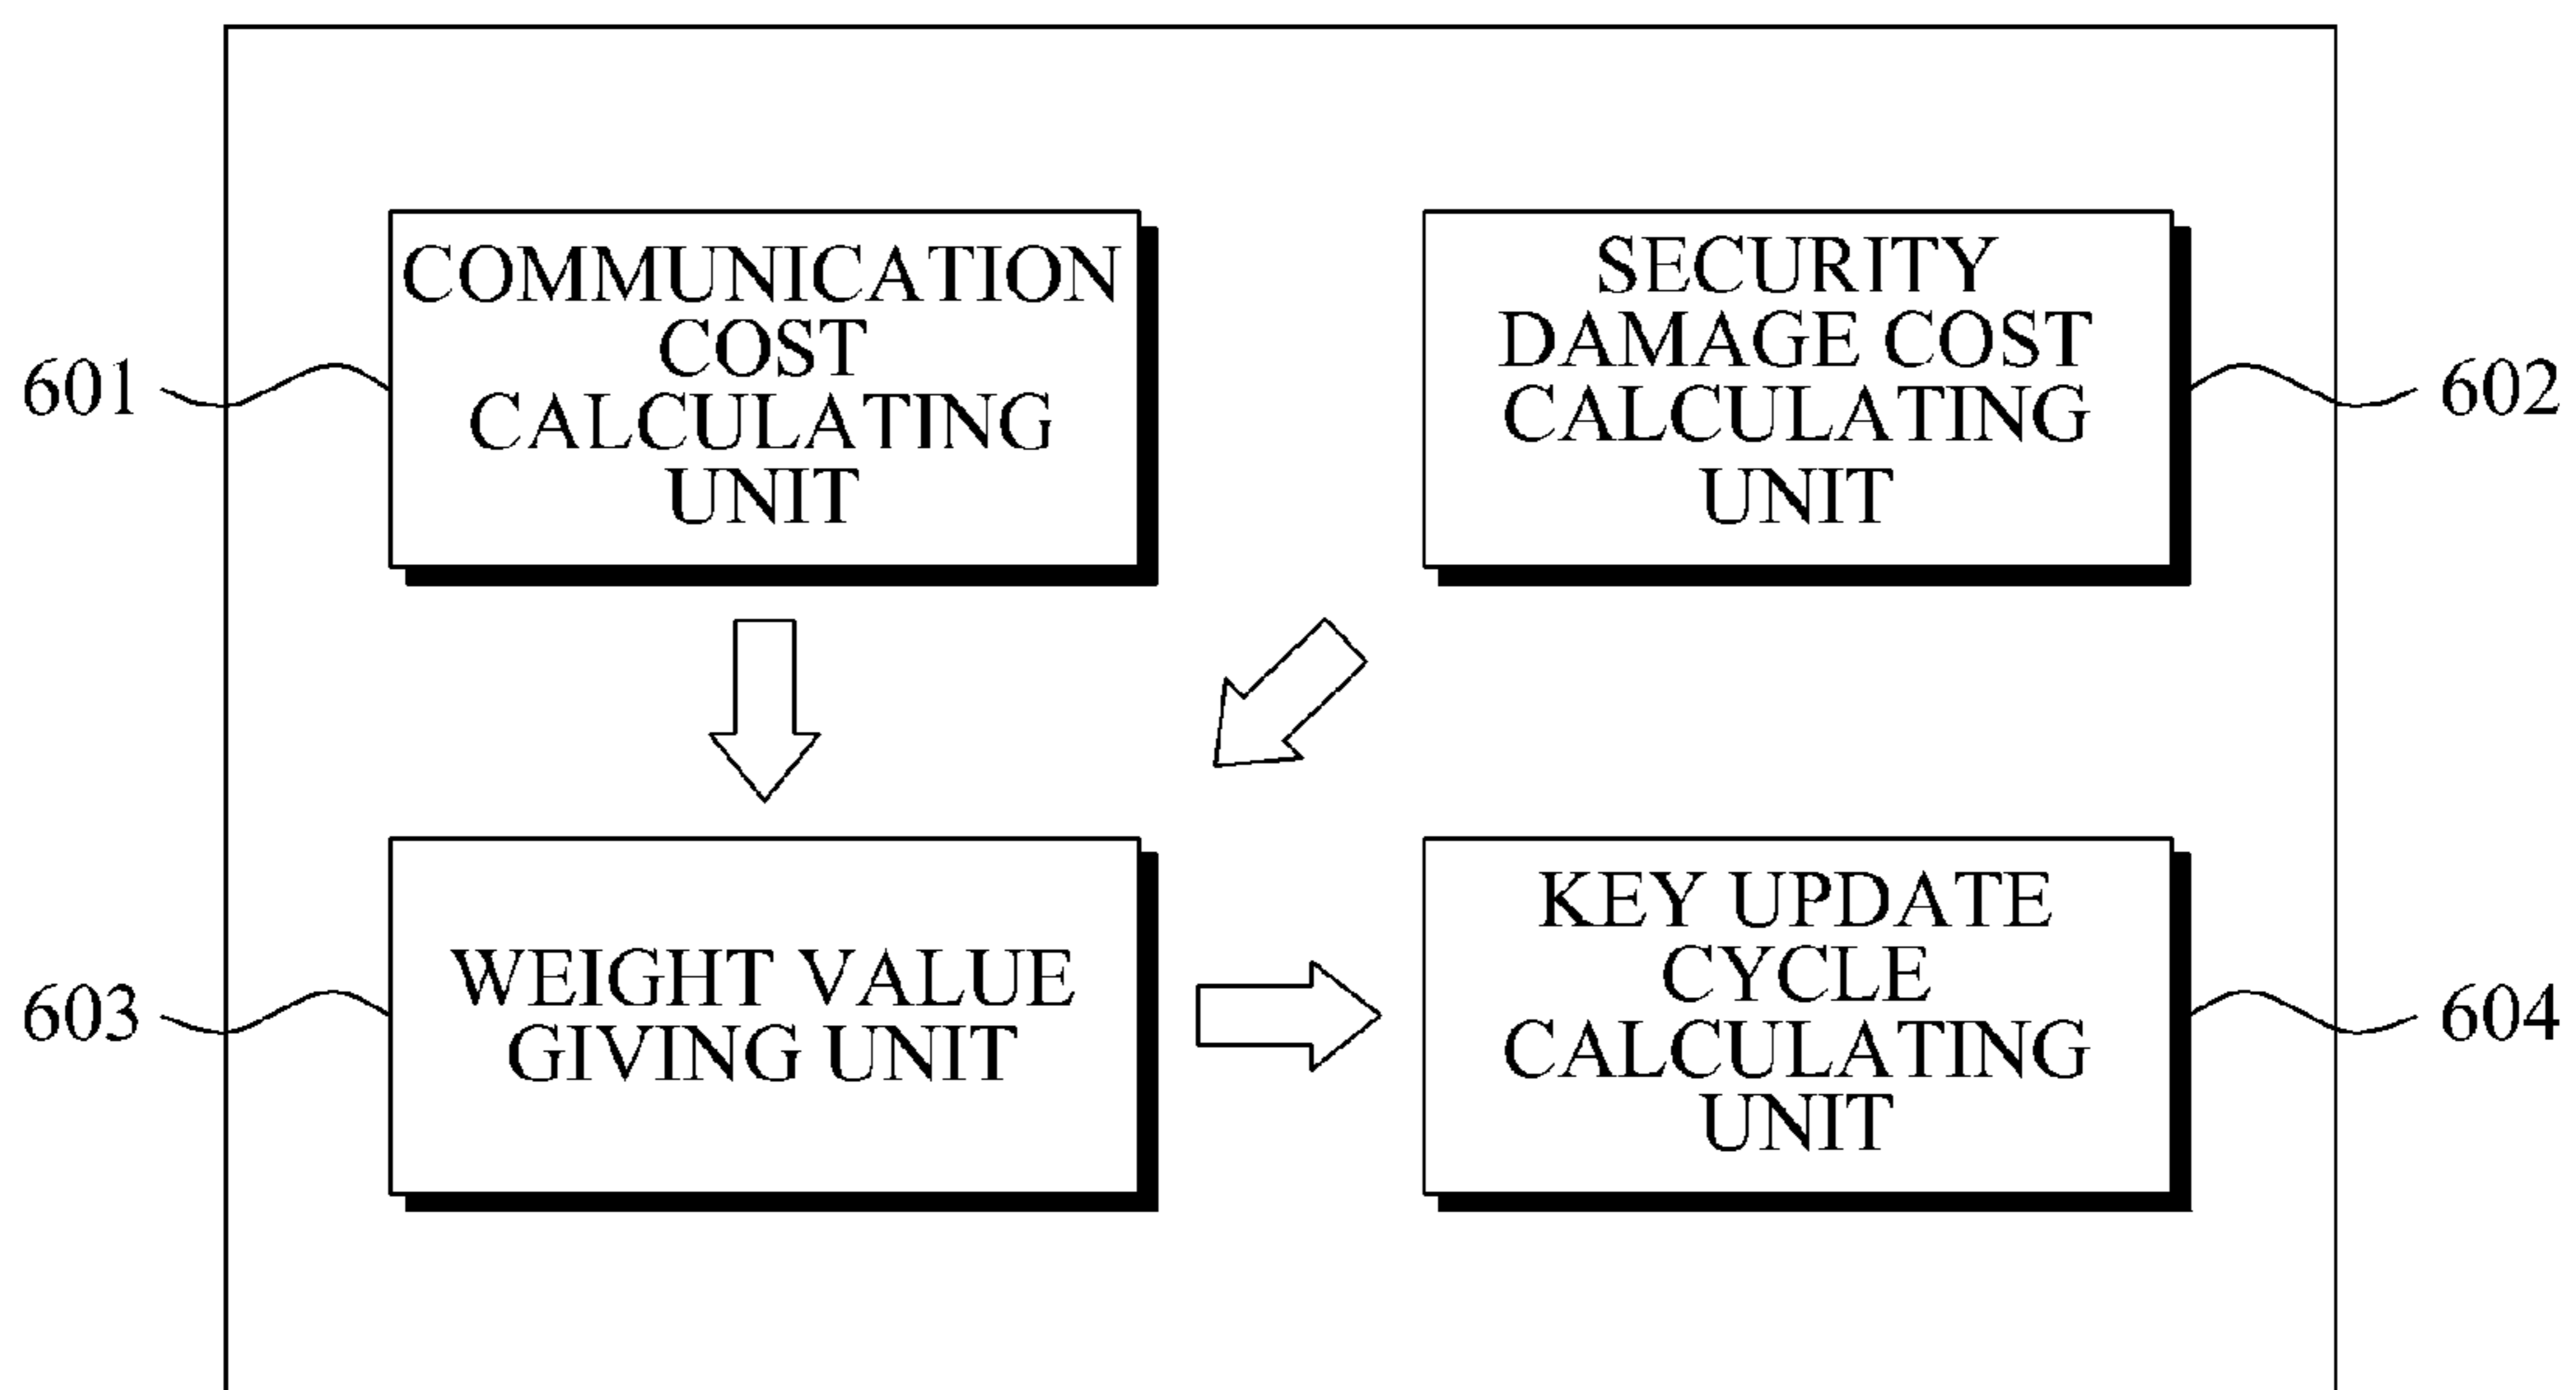 COMMUNICATION
COST
CALCULATING
UNIT
601
SECURITY
DAMAGE COST
CALCULATING
UNIT
602
WEIGHT VALUE
GIVING UNIT
603
KEY UPDATE
CYCLE
CALCULATING
UNIT
604